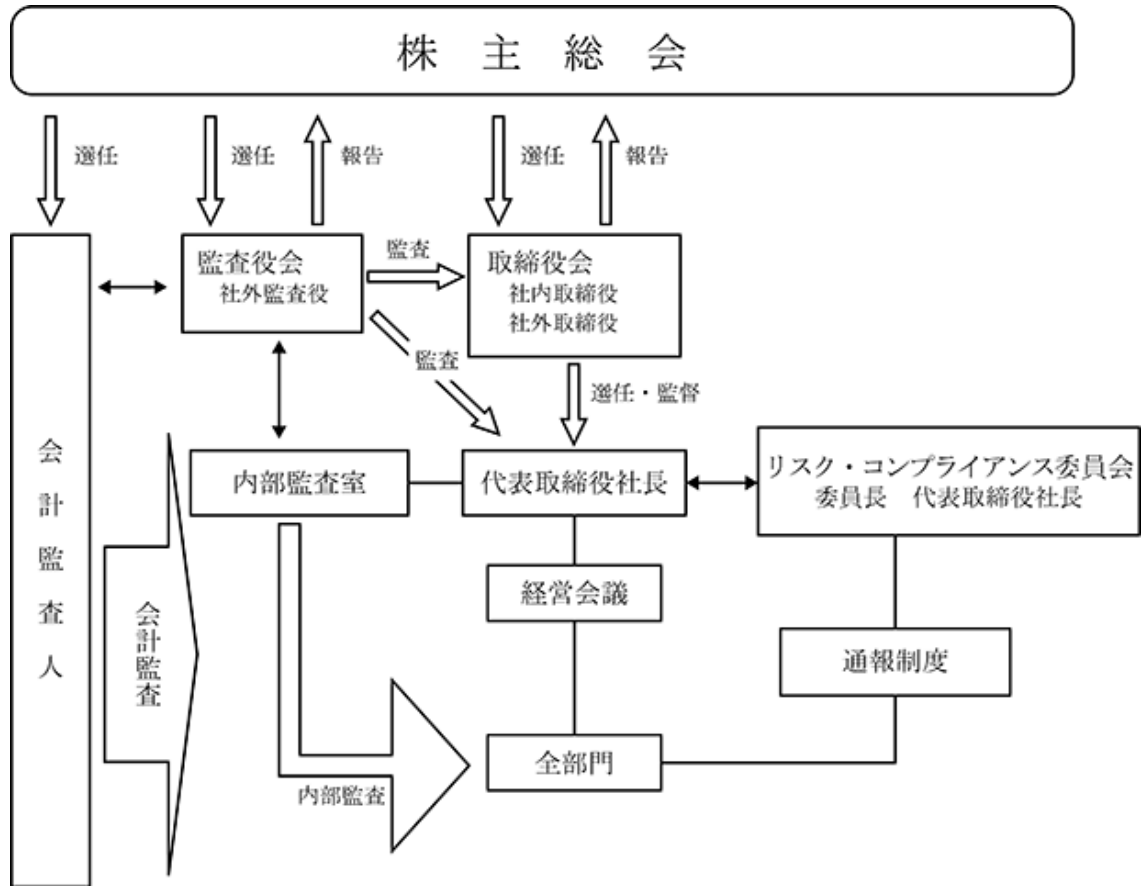 株主総会
選任
選任
報告
選任
報告
監査役会
社外監査役
監査
取締役会
社内取締役
社外取締役
監査
選任・監督
会計監査人
内部監査室
代表取締役社長
リスク・コンプライアンス委員会
委員長　代表取締役社長
経営会議
会計監査
通報制度
全部門
内部監査